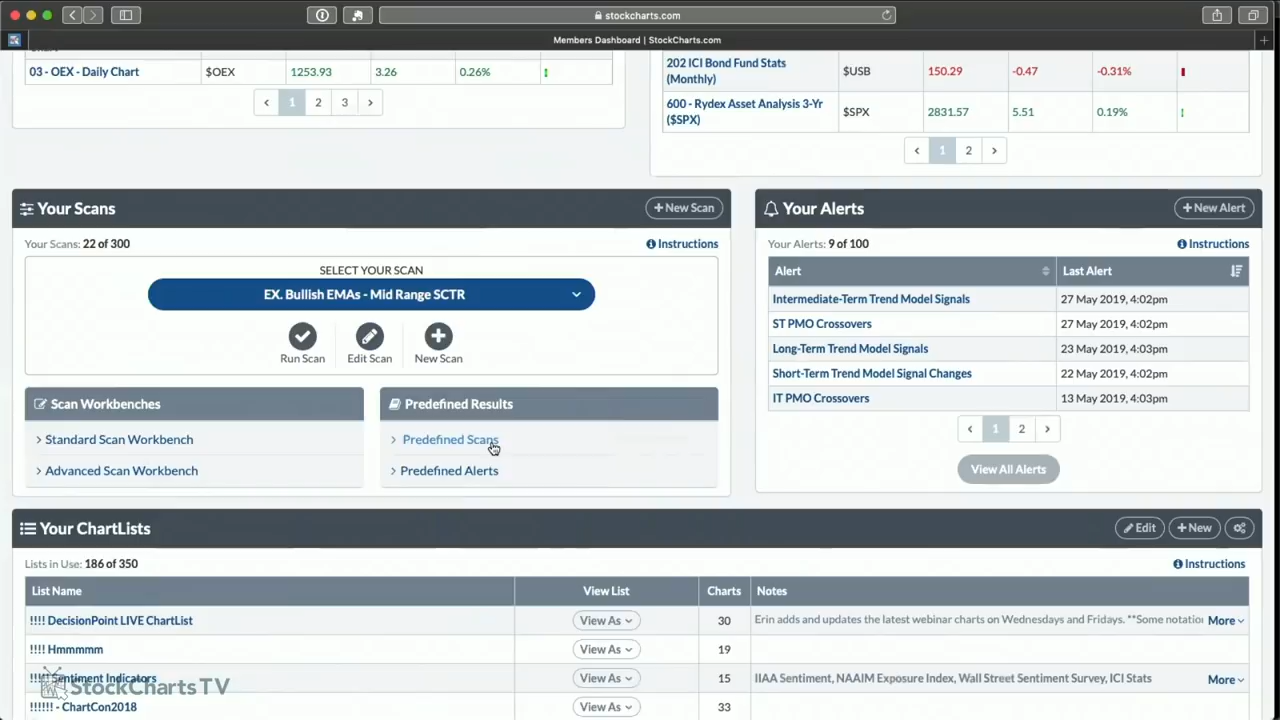 stockcharts.com
Members Dashboard | StockCharts.com
03 - OEX - Daily Chart $OEX 1253.93 3.26 0.26%
1 2 3
202 ICI Bond Fund Stats
(Monthly) $USB 150.29 -0.47 -0.31%
600 - Rydex Asset Analysis 3-Yr
($SPX) $SPX 2831.57 5.51 0.19%
1 2
Your Scans
+ New Scan
Your Scans: 22 of 300
Instructions
SELECT YOUR SCAN
EX. Bullish EMAs - Mid Range SCTR
Run Scan Edit Scan New Scan
Scan Workbenches
Standard Scan Workbench
Advanced Scan Workbench
Predefined Results
Predefined Scans
Predefined Alerts
Your Alerts
+ New Alert
Your Alerts: 9 of 100
Instructions
Alert Last Alert
Intermediate-Term Trend Model Signals 27 May 2019, 4:02pm
ST PMO Crossovers 27 May 2019, 4:02pm
Long-Term Trend Model Signals 23 May 2019, 4:03pm
Short-Term Trend Model Signal Changes 22 May 2019, 4:02pm
IT PMO Crossovers 13 May 2019, 4:03pm
1 2
View All Alerts
Your ChartLists
Edit + New
Lists in Use: 186 of 350
Instructions
List Name View List Charts Notes
!!!! DecisionPoint LIVE ChartList View As 30 Erin adds and updates the latest webinar charts on Wednesdays and Fridays. **Some notatio More
!!!! Hmmmmm View As 19
!!!! Sentiment Indicators View As 15 IIAA Sentiment, NAAIM Exposure Index, Wall Street Sentiment Survey, ICI Stats More
!!!!!! - ChartCon2018 View As 33
StockChartsTV